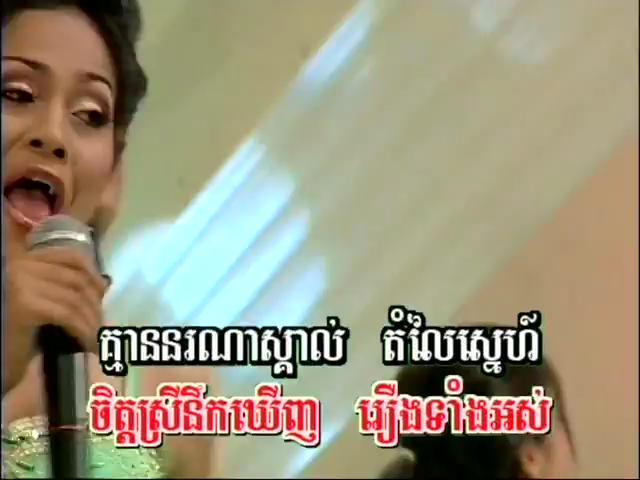 គ្មាននរណាស្គាល់ តំលៃស្នេហ៍
ចិត្តស្រីនឹកឃើញ រឿងទាំងអស់